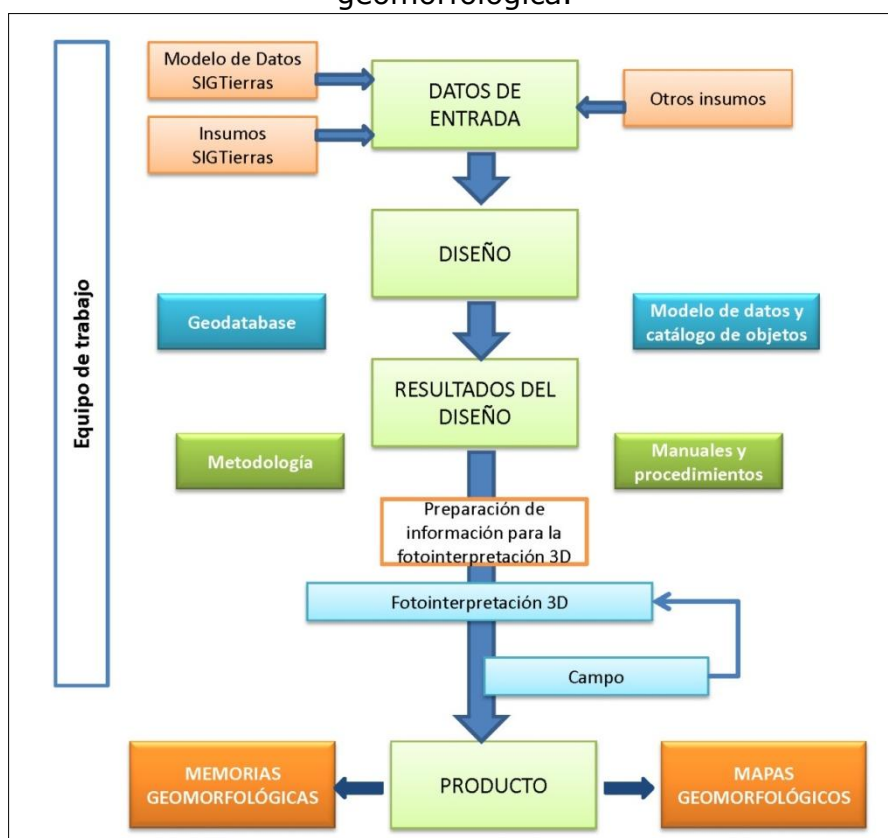 geomorfológica.
Modelo de Datos
SIGTierras
DATOS DE
ENTRADA
Otros insumos
Insumos
SIGTierras
DISEÑO
Equipo de trabajo
Geodatabase
Modelo de datos y
catálogo de objetos
RESULTADOS DEL
DISEÑO
Metodología
Manuales y
procedimientos
Preparación de
información para la
fotointerpretación 3D
Fotointerpretación 3D
Campo
MEMORIAS
GEOMORFOLÓGICAS
PRODUCTO
MAPAS
GEOMORFOLÓGICOS